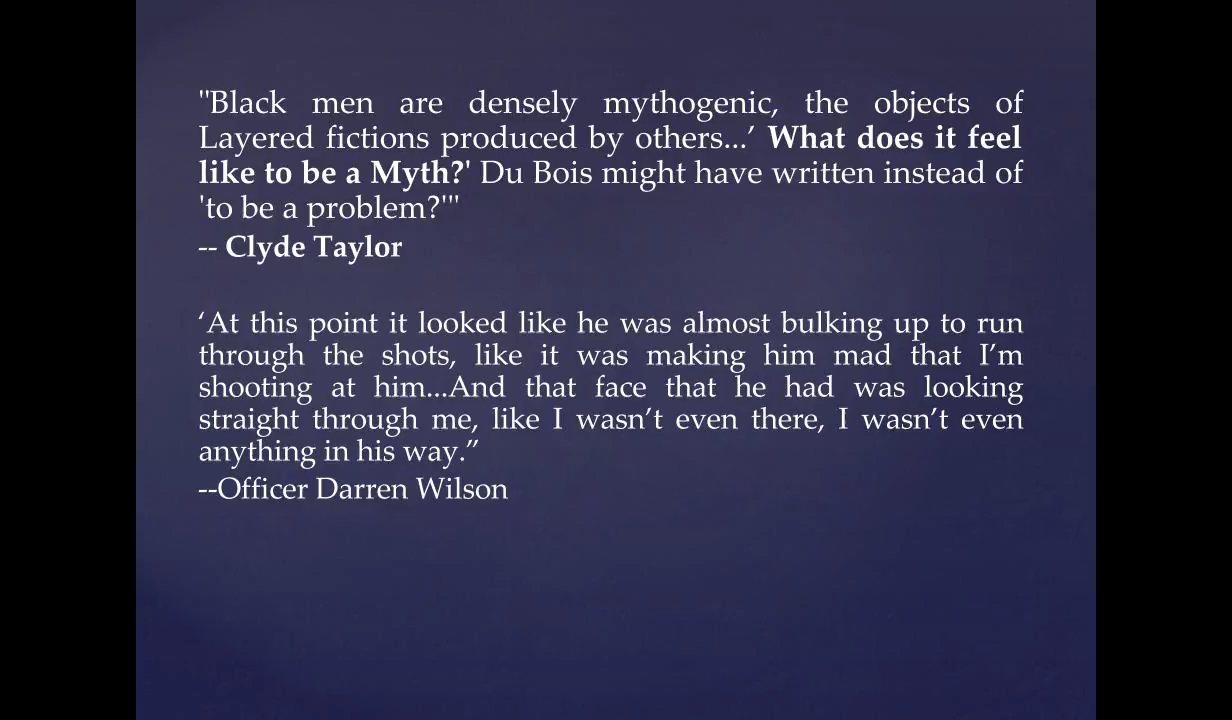 "Black men are densely mythogenic, the objects of
Layered fictions produced by others...’ What does it feel
like to be a Myth?' Du Bois might have written instead of
'to be a problem?'"
-- Clyde Taylor
‘At this point it looked like he was almost bulking up to run
through the shots, like it was making him mad that I’m
shooting at him...And that face that he had was looking
straight through me, like I wasn’t even there, I wasn’t even
anything in his way.”
--Officer Darren Wilson